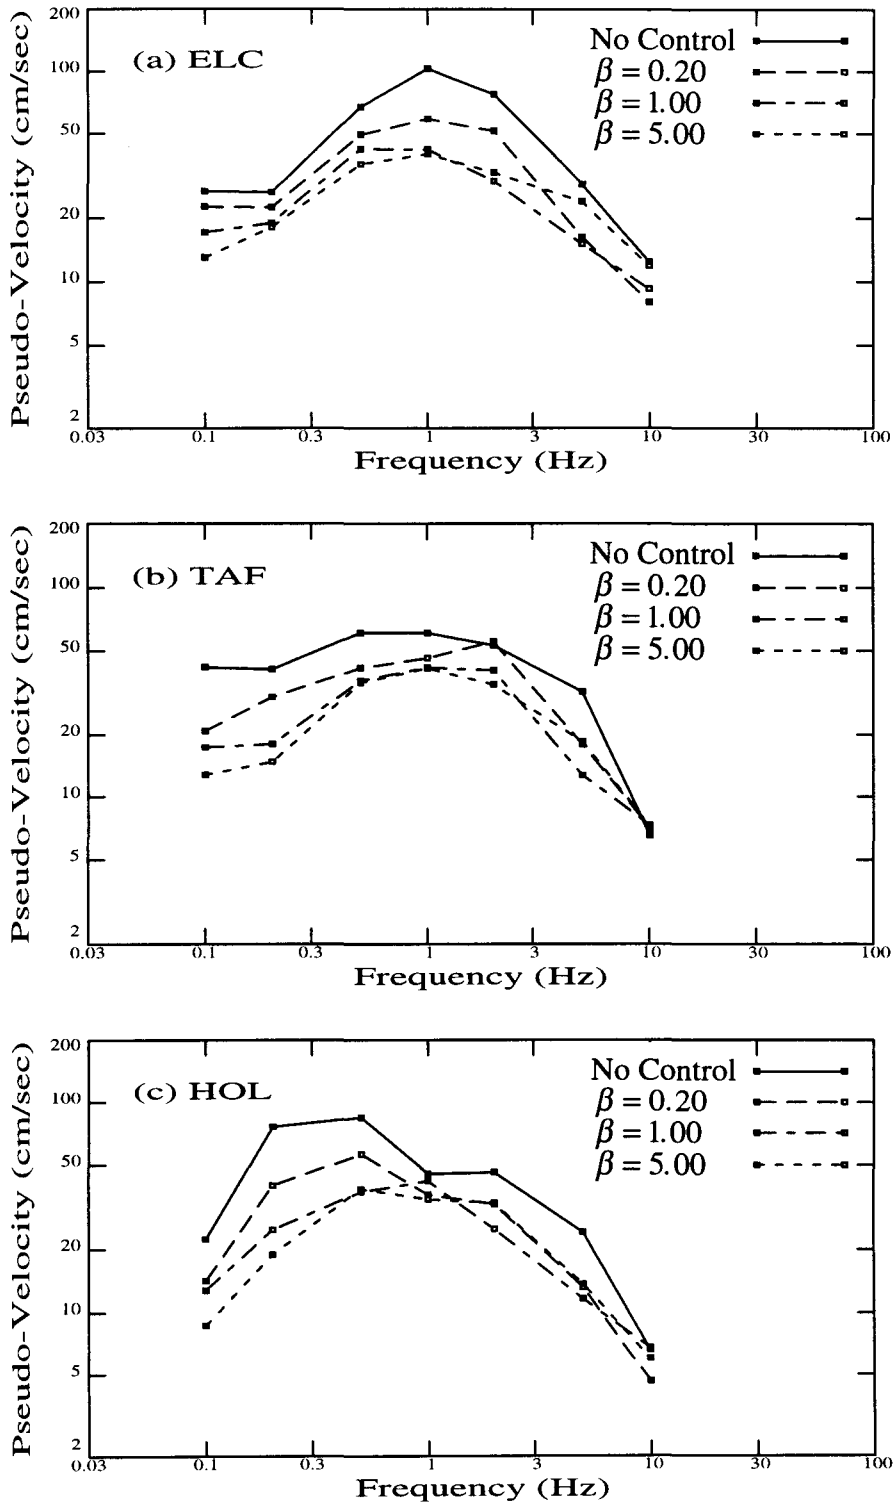 200
100
50
20
10
5
2
Pseudo-Velocity (cm/sec)
(a) ELC
No Control
β = 0.20
β = 1.00
β = 5.00
0.03 0.1 0.3 1 3 10 30 100
Frequency (Hz)
200
100
50
20
10
5
2
Pseudo-Velocity (cm/sec)
(b) TAF
No Control
β = 0.20
β = 1.00
β = 5.00
0.03 0.1 0.3 1 3 10 30 100
Frequency (Hz)
200
100
50
20
10
5
2
Pseudo-Velocity (cm/sec)
(c) HOL
No Control
β = 0.20
β = 1.00
β = 5.00
0.03 0.1 0.3 1 3 10 30 100
Frequency (Hz)